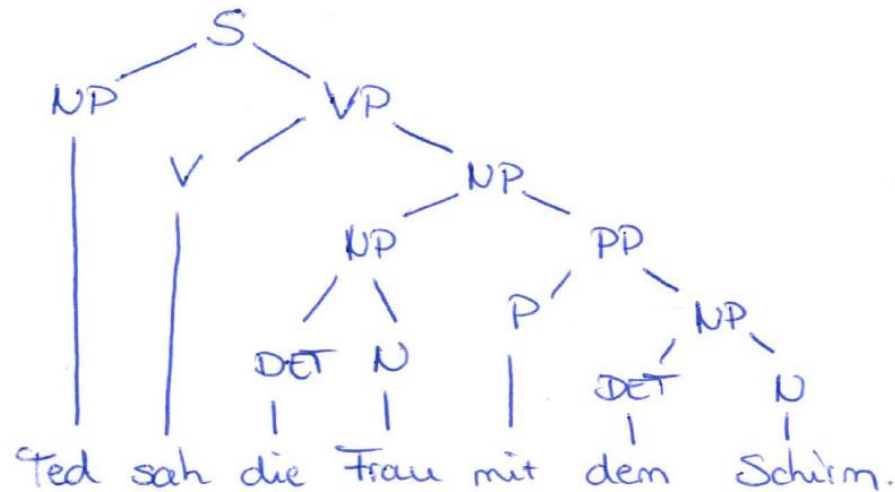 S
NP VP
V NP
NP PP
P NP
DET N DET N
Ted sah die Frau mit dem Schirm.